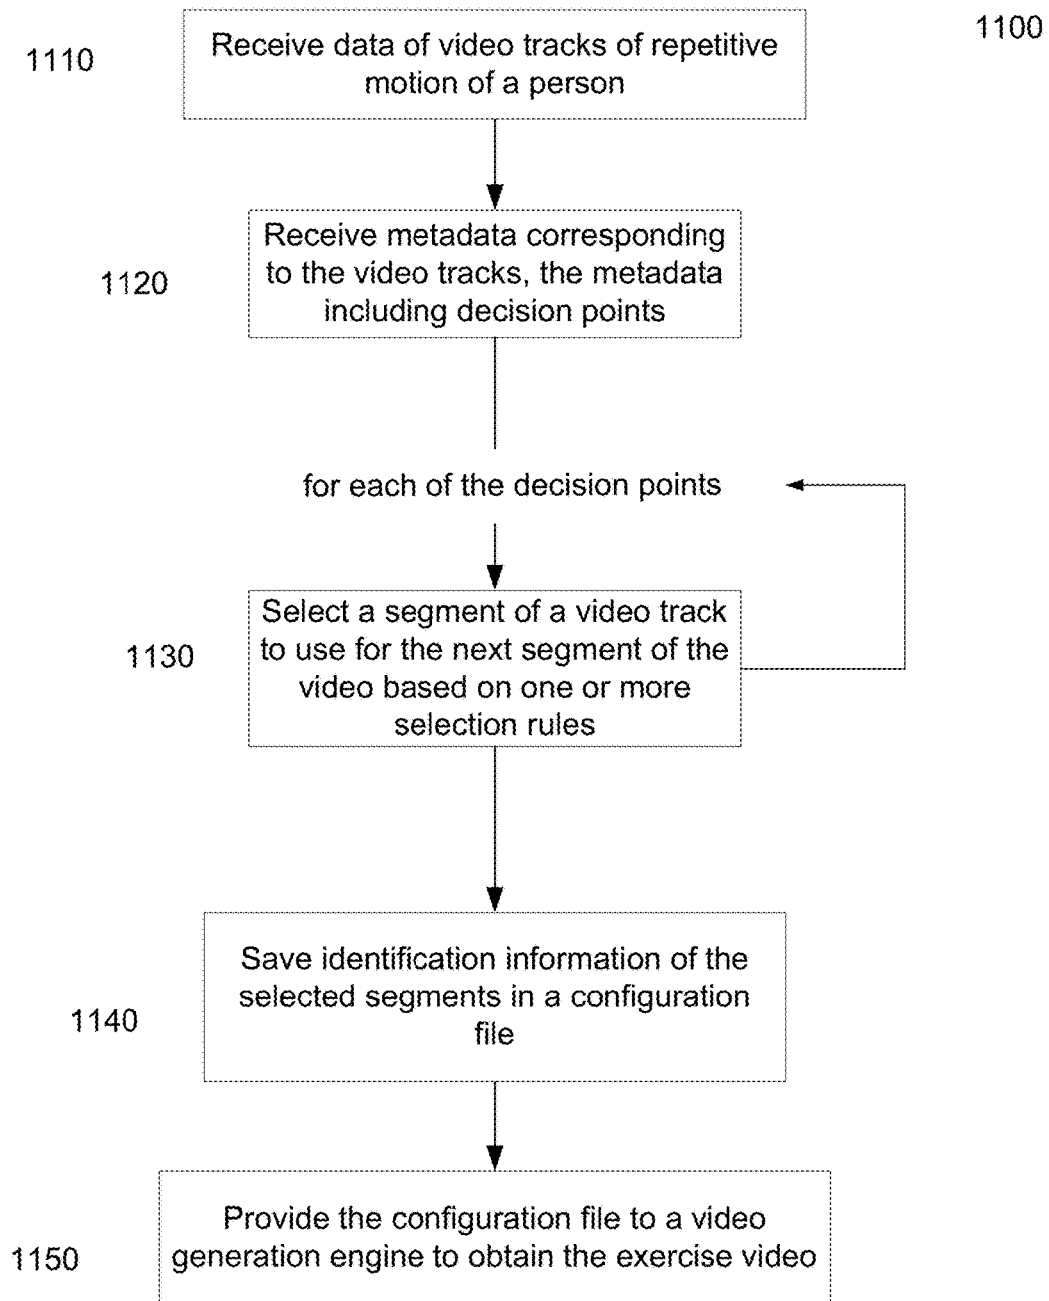 1100
1110
Receive data of video tracks of repetitive
motion of a person
1120
Receive metadata corresponding
to the video tracks, the metadata
including decision points
for each of the decision points
1130
Select a segment of a video track
to use for the next segment of the
video based on one or more
selection rules
1140
Save identification information of the
selected segments in a configuration
file
1150
Provide the configuration file to a video
generation engine to obtain the exercise video